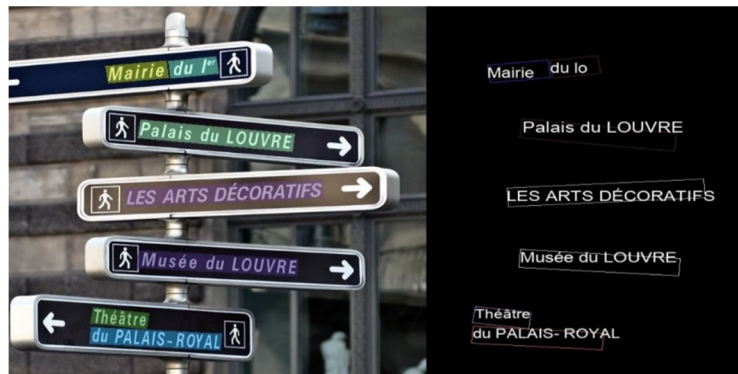 Mairie du Ier
Palais du LOUVRE
LES ARTS DÉCORATIFS
Musée du LOUVRE
Théâtre
du PALAIS-ROYAL
Mairie du lo
Palais du LOUVRE
LES ARTS DÉCORATIFS
Musée du LOUVRE
Théâtre
du PALAIS- ROYAL